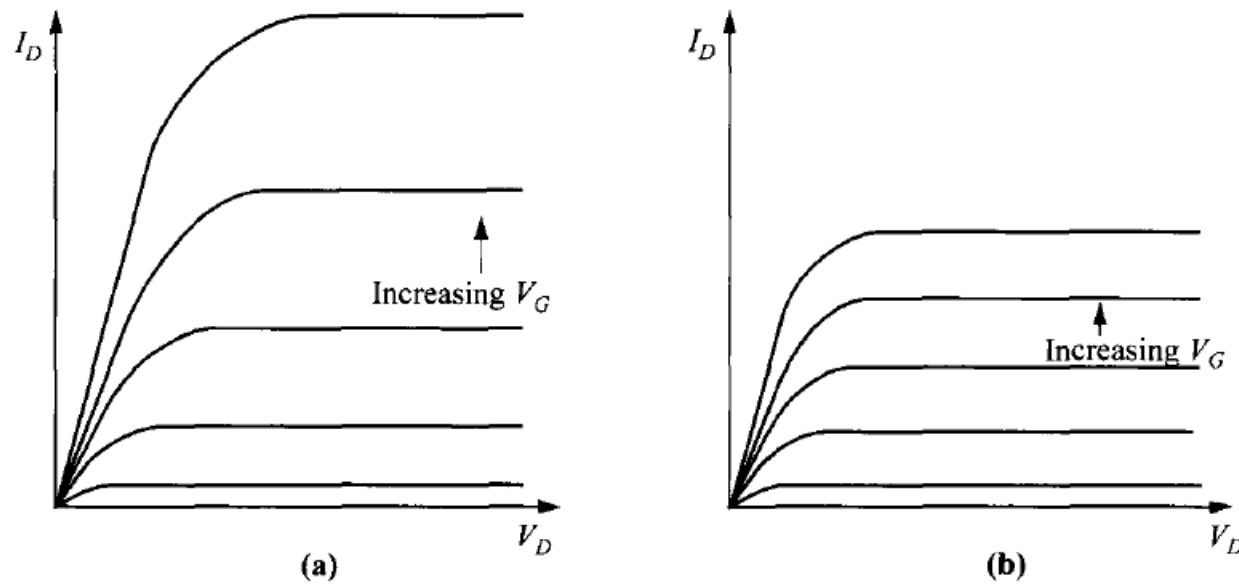 I_D
Increasing V_G
V_D
(a)
I_D
Increasing V_G
V_D
(b)